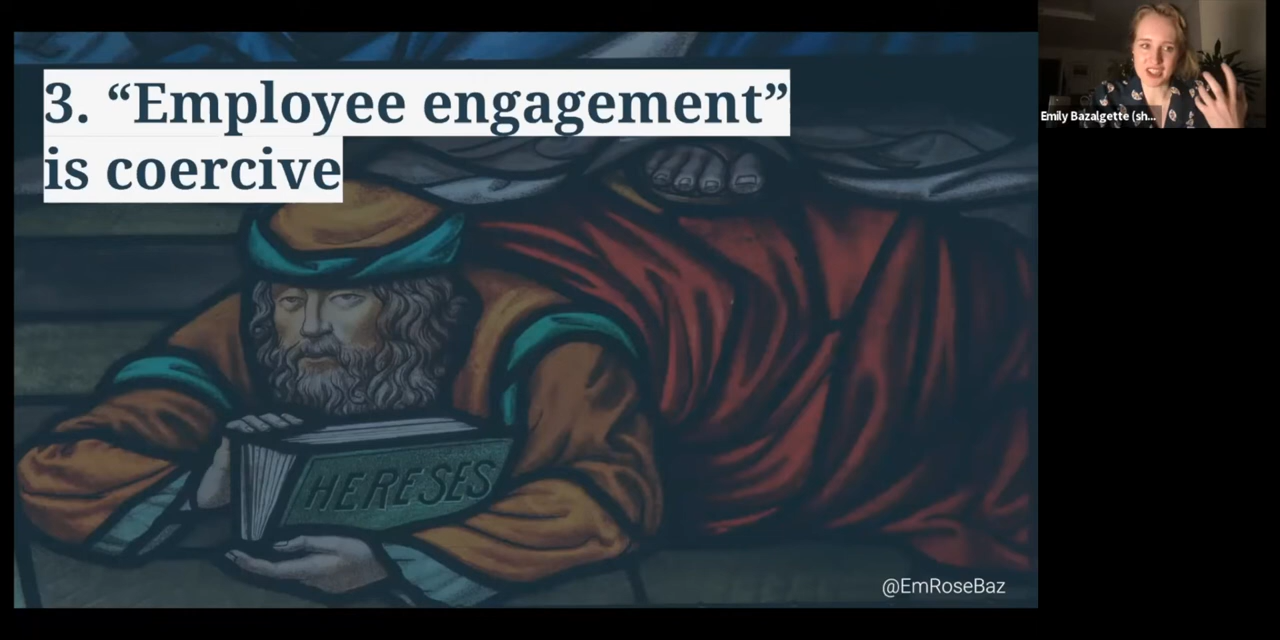 3. “Employee engagement”
is coercive
HERESES
@EmRoseBaz
Emily Bazalgette (sh...